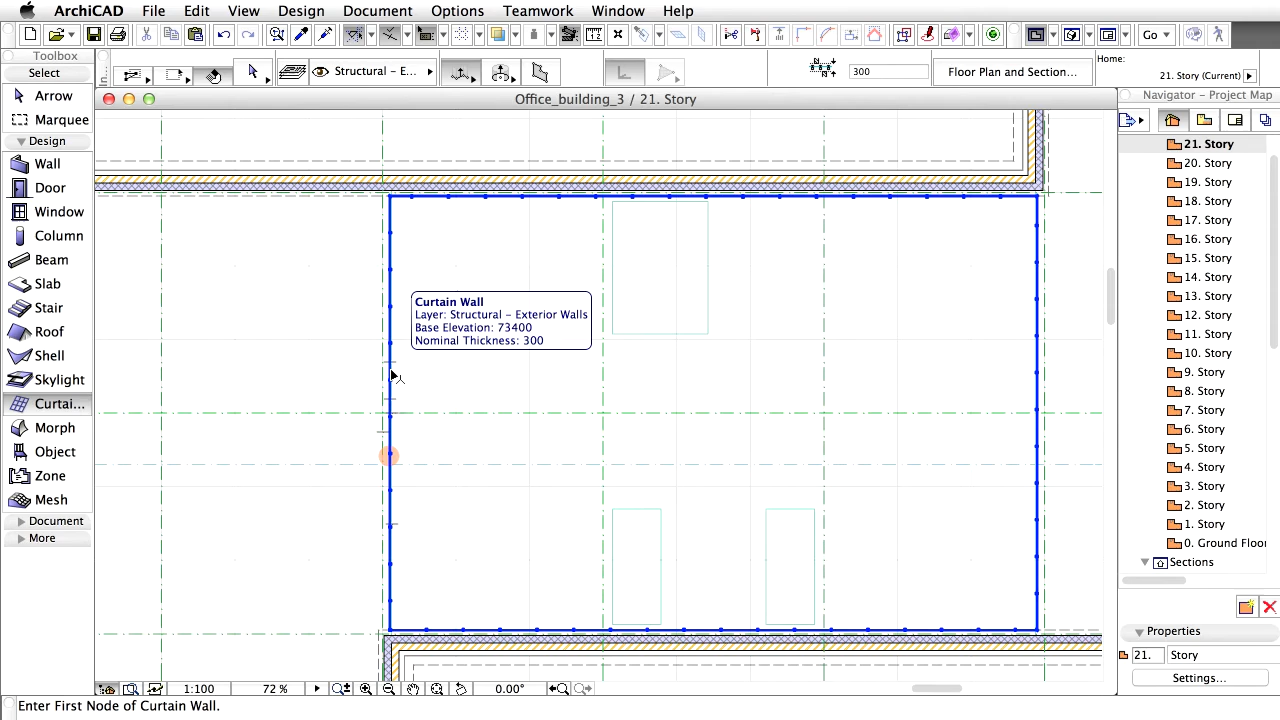 ArchiCAD File Edit View Design Document Options Teamwork Window Help
Go
Toolbox
Select
Arrow
Marquee
Design
Wall
Door
Window
Column
Beam
Slab
Stair
Roof
Shell
Skylight
Curtai...
Morph
Object
Zone
Mesh
Document
More
Structural - E...
300
Floor Plan and Section...
Home:
21. Story (Current)
Office_building_3 / 21. Story
Curtain Wall
Layer: Structural - Exterior Walls
Base Elevation: 73400
Nominal Thickness: 300
Navigator - Project Map
21. Story
20. Story
19. Story
18. Story
17. Story
16. Story
15. Story
14. Story
13. Story
12. Story
11. Story
10. Story
9. Story
8. Story
7. Story
6. Story
5. Story
4. Story
3. Story
2. Story
1. Story
0. Ground Floor
Sections
Properties
21. Story
Settings...
1:100 72 % 0.00°
Enter First Node of Curtain Wall.